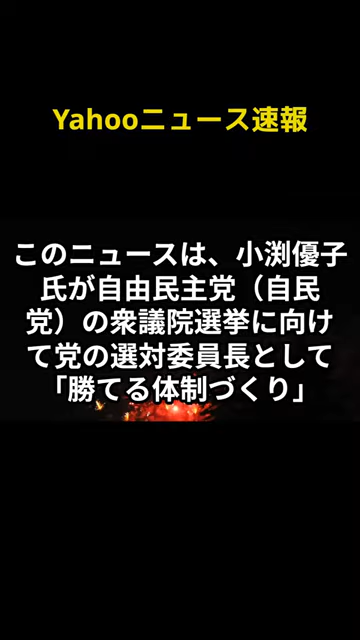 Yahooニュース速報
このニュースは、小渕優子
氏が自由民主党（自民
党）の衆議院選挙に向け
て党の選対委員長として
「勝てる体制づくり」